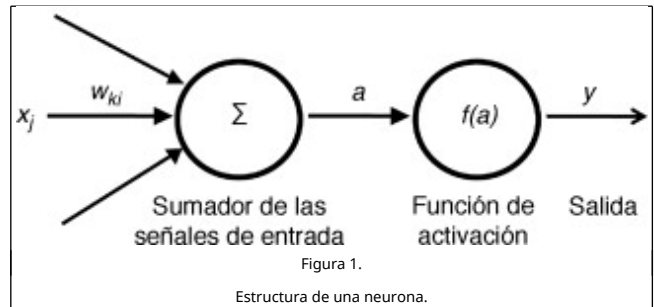 w_ki a y
x_j Σ f(a)
Sumador de las Función de Salida
señales de entrada activación
Figura 1.
Estructura de una neurona.